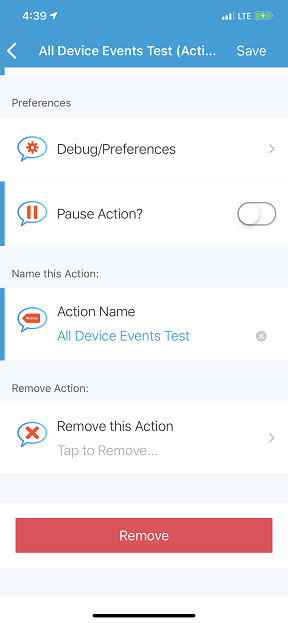 4:39
LTE
All Device Events Test (Acti...
Save
Preferences
Debug/Preferences
Pause Action?
Name this Action:
Action Name
All Device Events Test
Remove Action:
Remove this Action
Tap to Remove...
Remove